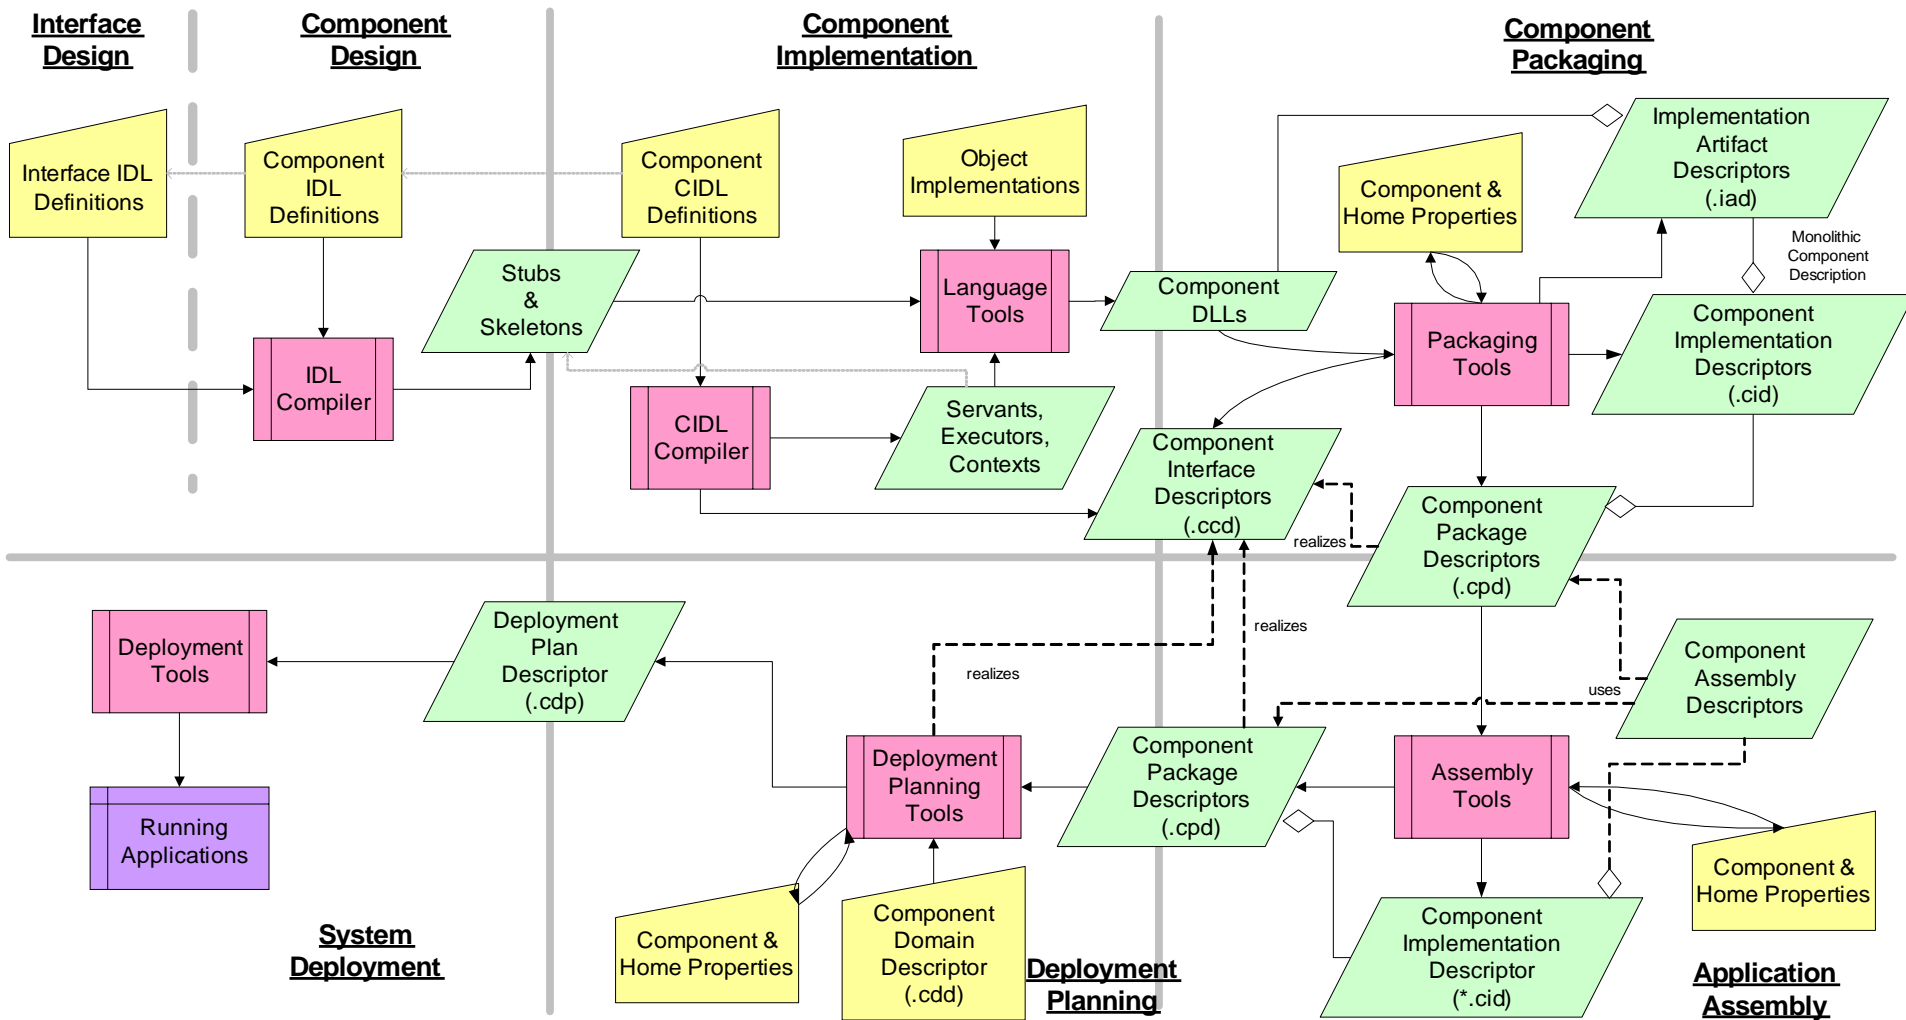 Interface
Design
Component
Design
Component
Implementation
Component
Packaging
Interface IDL
Definitions
Component
IDL
Definitions
Component
CIDL
Definitions
Object
Implementations
Component &
Home Properties
Implementation
Artifact
Descriptors
(.iad)
Monolithic
Component
Description
Stubs
&
Skeletons
Language
Tools
Component
DLLs
Packaging
Tools
Component
Implementation
Descriptors
(.cid)
IDL
Compiler
CIDL
Compiler
Servants,
Executors,
Contexts
Component
Interface
Descriptors
(.ccd)
realizes
Component
Package
Descriptors
(.cpd)
Deployment
Tools
Deployment
Plan
Descriptor
(.cdp)
realizes
realizes
uses
Component
Assembly
Descriptors
Running
Applications
Deployment
Planning
Tools
Component
Package
Descriptors
(.cpd)
Assembly
Tools
Component &
Home Properties
System
Deployment
Component &
Home Properties
Component
Domain
Descriptor
(.cdd)
Deployment
Planning
Component
Implementation
Descriptor
(*.cid)
Application
Assembly